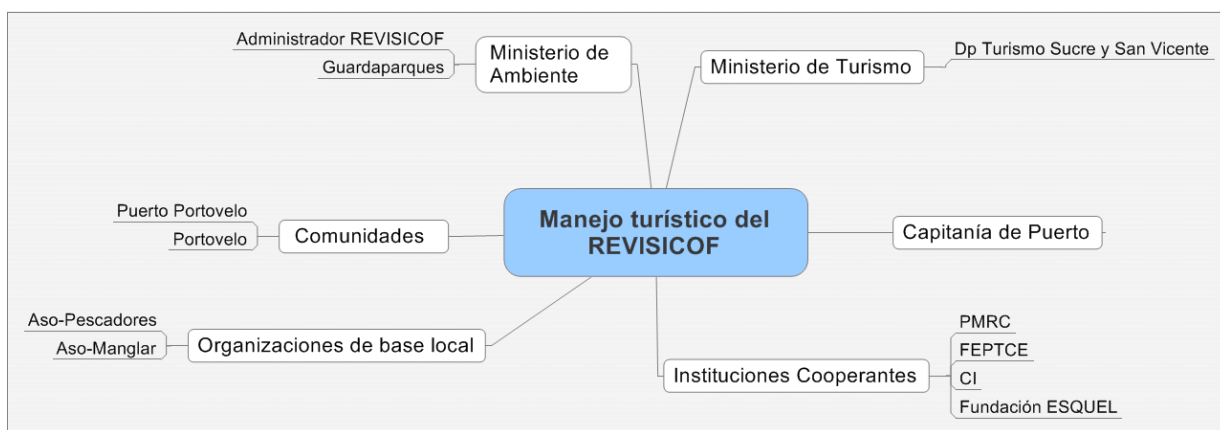 Administrador REVISICOF
Guardaparques
Ministerio de
Ambiente
Ministerio de Turismo
Dp Turismo Sucre y San Vicente
Puerto Portovelo
Portovelo
Comunidades
Manejo turístico del
REVISICOF
Capitanía de Puerto
Aso-Pescadores
Aso-Manglar
Organizaciones de base local
Instituciones Cooperantes
PMRC
FEPTCE
CI
Fundación ESQUEL